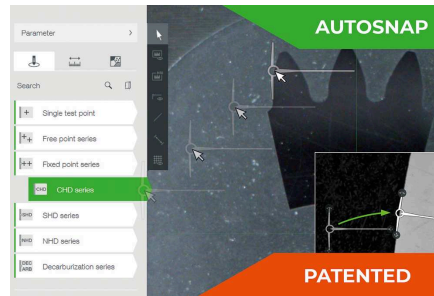 Parameter
AUTOSNAP
Search
Single test point
Free point series
Fixed point series
CHD CHD series
SHD SHD series
NHD NHD series
DEC
CARB Decarburization series
PATENTED